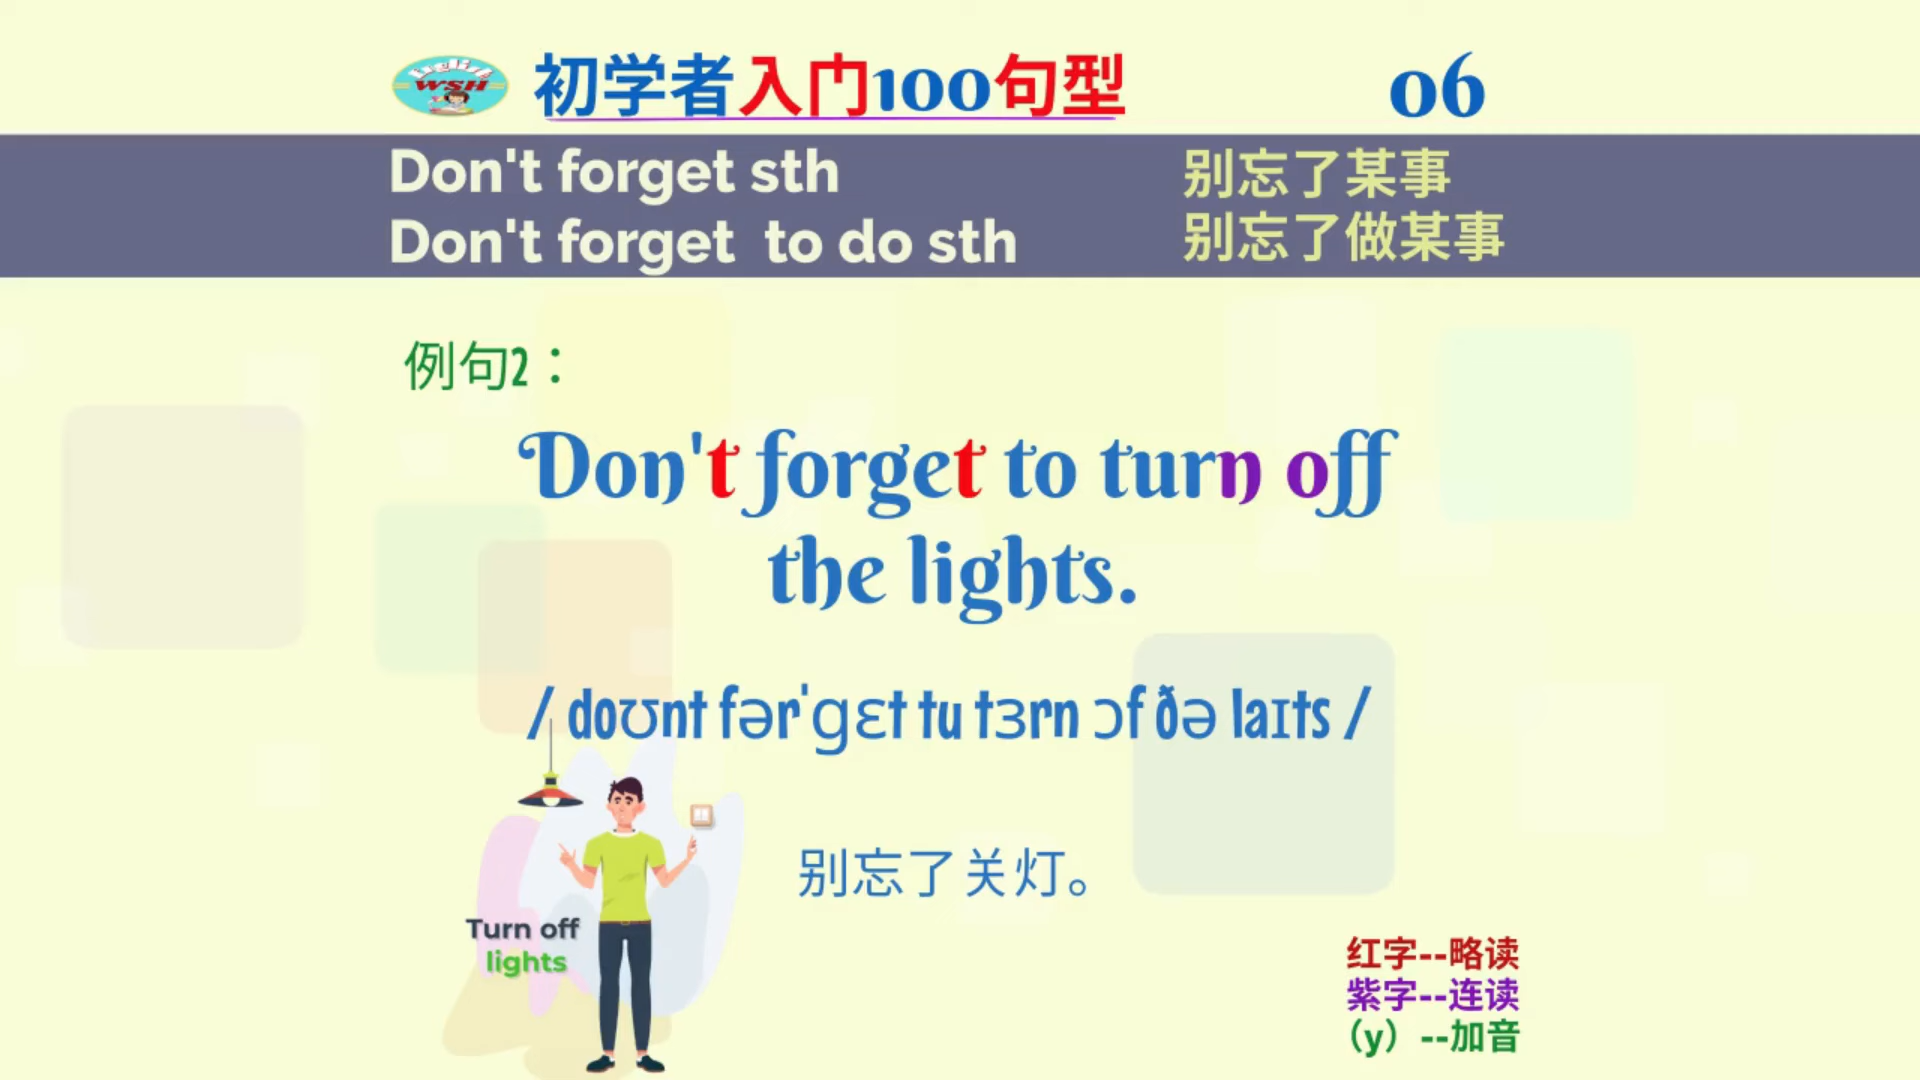 English
WSH
初学者入门100句型
06
Don't forget sth
别忘了某事
Don't forget to do sth
别忘了做某事
例句2：
Don't forget to turn off
the lights.
/ doʊnt fərˈɡɛt tu tɜrn ɔf ðə laɪts /
别忘了关灯。
Turn off
lights
红字--略读
紫字--连读
（y）--加音